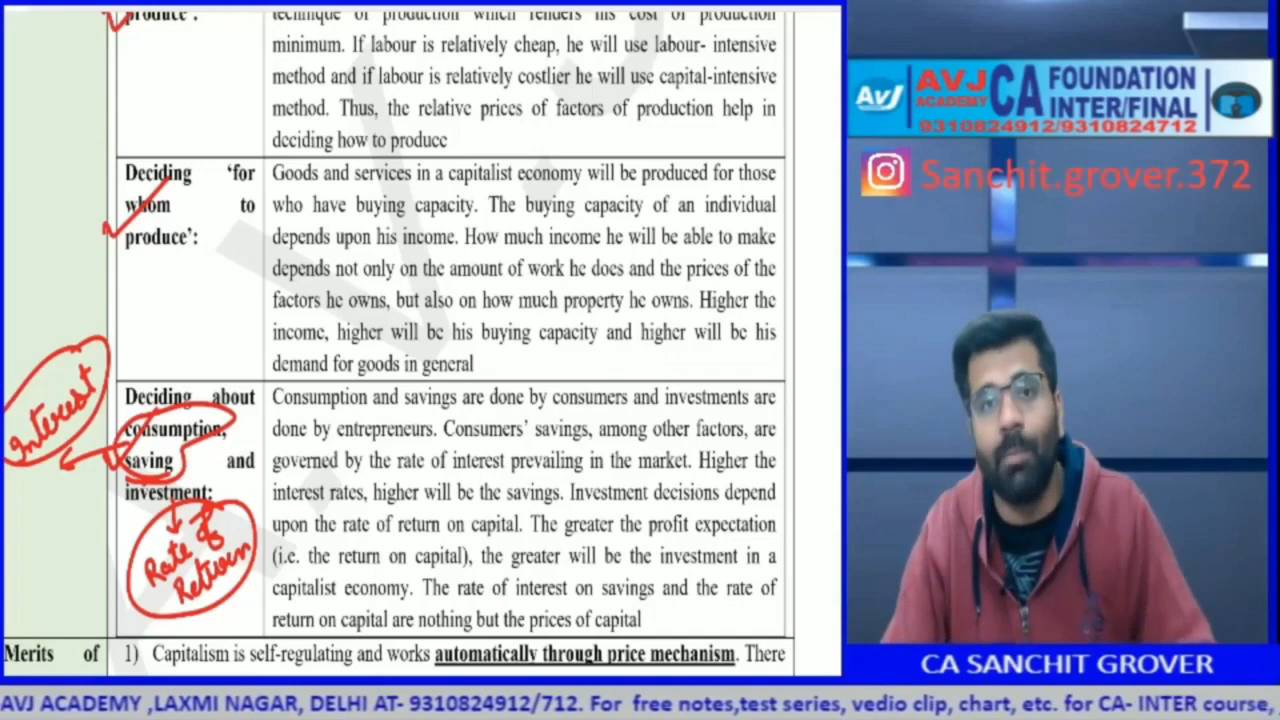 produce’: technique of production which renders his cost of production
minimum. If labour is relatively cheap, he will use labour- intensive
method and if labour is relatively costlier he will use capital-intensive
method. Thus, the relative prices of factors of production help in
deciding how to produce
Deciding ‘for
whom to
produce’:
Goods and services in a capitalist economy will be produced for those
who have buying capacity. The buying capacity of an individual
depends upon his income. How much income he will be able to make
depends not only on the amount of work he does and the prices of the
factors he owns, but also on how much property he owns. Higher the
income, higher will be his buying capacity and higher will be his
demand for goods in general
Interest
Deciding about
consumption,
saving and
investment:
Rate of
Return
Consumption and savings are done by consumers and investments are
done by entrepreneurs. Consumers’ savings, among other factors, are
governed by the rate of interest prevailing in the market. Higher the
interest rates, higher will be the savings. Investment decisions depend
upon the rate of return on capital. The greater the profit expectation
(i.e. the return on capital), the greater will be the investment in a
capitalist economy. The rate of interest on savings and the rate of
return on capital are nothing but the prices of capital
Merits of 1) Capitalism is self-regulating and works automatically through price mechanism. There
AVJ
AVJ
ACADEMY
CA
FOUNDATION
INTER/FINAL
9310824912/9310824712
Sanchit.grover.372
CA SANCHIT GROVER
AVJ ACADEMY ,LAXMI NAGAR, DELHI AT- 9310824912/712. For free notes,test series, vedio clip, chart, etc. for CA- INTER course,